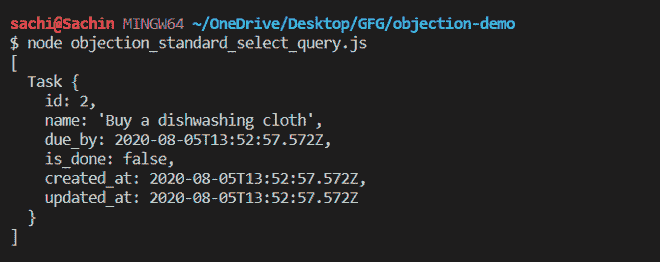 sachi@Sachin MINGW64 ~/OneDrive/Desktop/GFG/objection-demo
$ node objection_standard_select_query.js
[
  Task {
    id: 2,
    name: 'Buy a dishwashing cloth',
    due_by: 2020-08-05T13:52:57.572Z,
    is_done: false,
    created_at: 2020-08-05T13:52:57.572Z,
    updated_at: 2020-08-05T13:52:57.572Z
  }
]